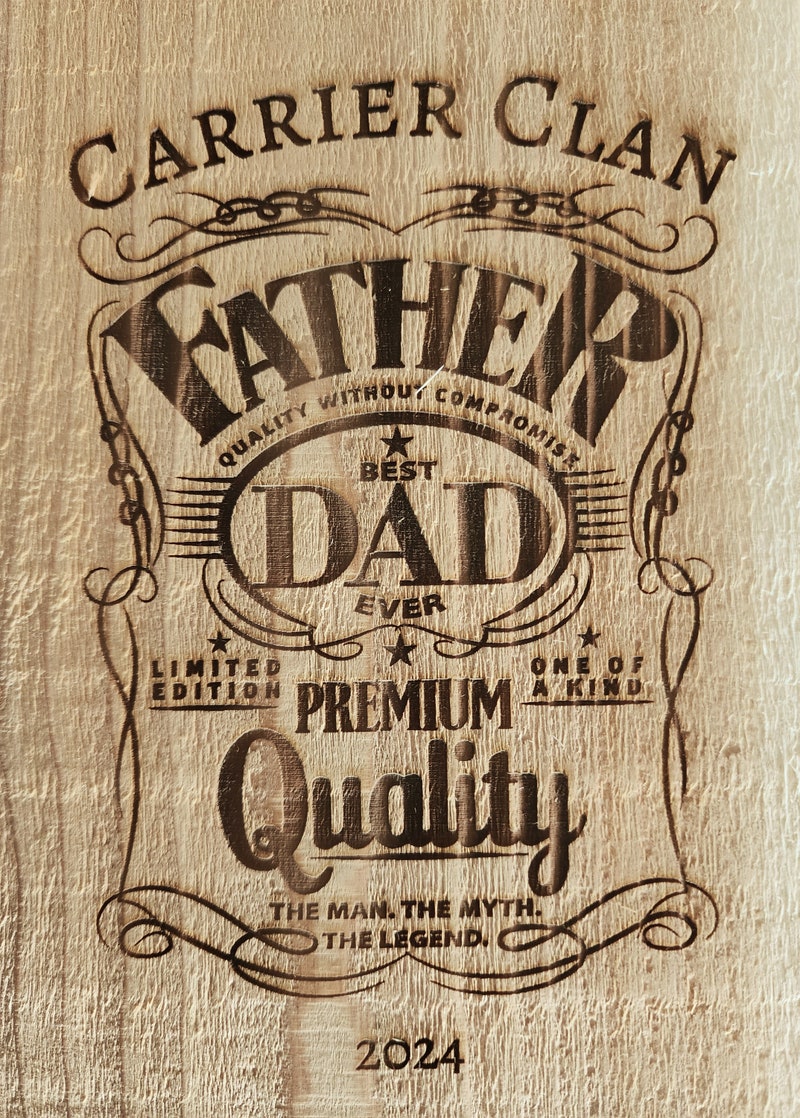 CARRIER CLAN
FATHER
QUALITY WITHOUT COMPROMISE
BEST
DAD
EVER
LIMITED EDITION
ONE OF A KIND
PREMIUM
Quality
THE MAN. THE MYTH.
THE LEGEND.
2024